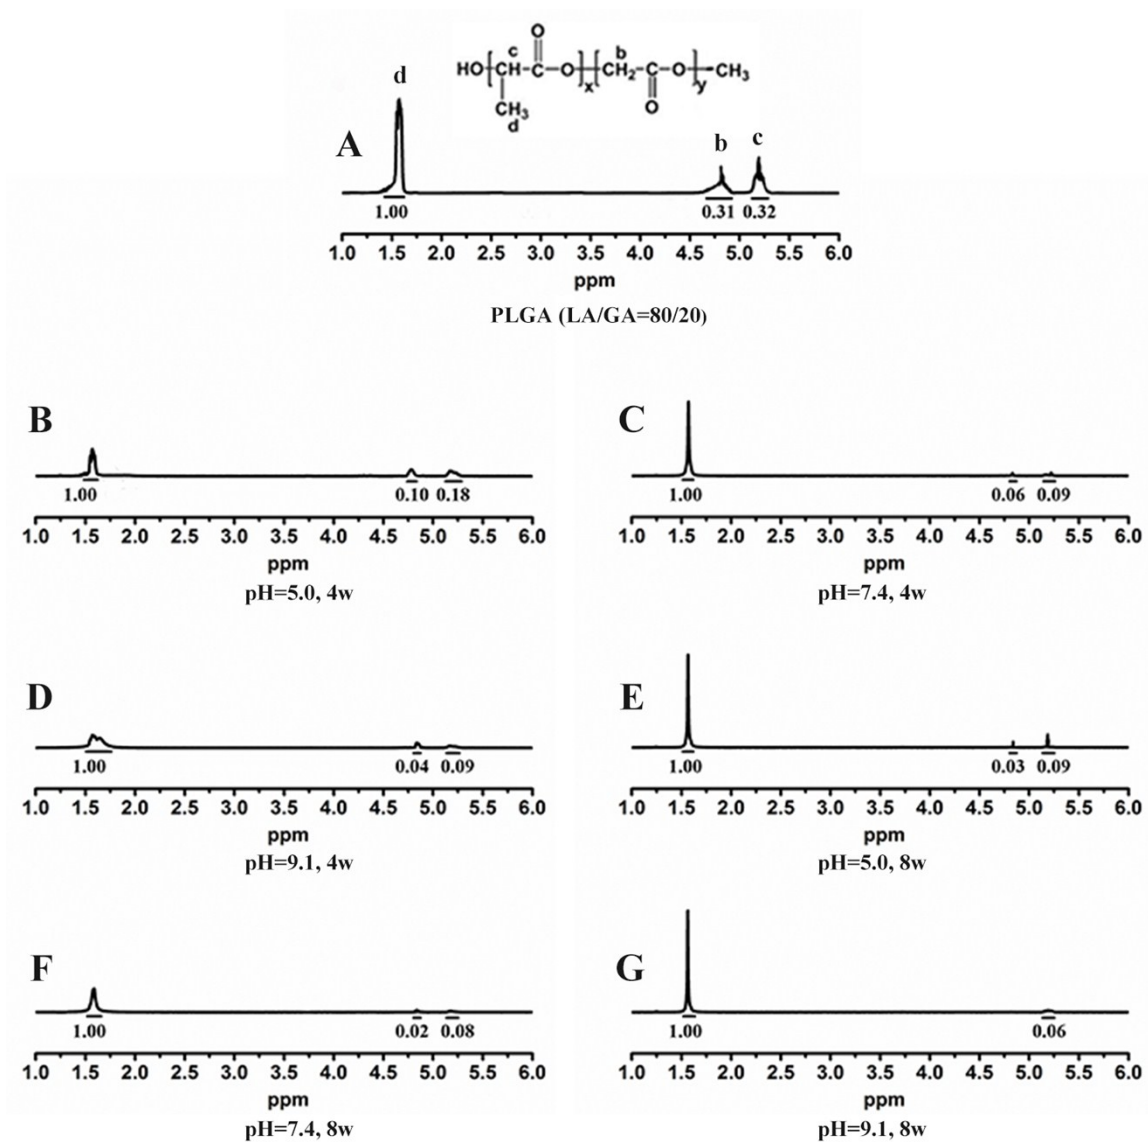 O
d
c
b
HO[CH-C-O]x[CH2-C-O]y-CH3
CH3
O
d
A
b
c
1.00
0.31 0.32
1.0 1.5 2.0 2.5 3.0 3.5 4.0 4.5 5.0 5.5 6.0
ppm
PLGA (LA/GA=80/20)
B
1.00
0.10 0.18
1.0 1.5 2.0 2.5 3.0 3.5 4.0 4.5 5.0 5.5 6.0
ppm
pH=5.0, 4w
C
1.00
0.06 0.09
1.0 1.5 2.0 2.5 3.0 3.5 4.0 4.5 5.0 5.5 6.0
ppm
pH=7.4, 4w
D
1.00
0.04 0.09
1.0 1.5 2.0 2.5 3.0 3.5 4.0 4.5 5.0 5.5 6.0
ppm
pH=9.1, 4w
E
1.00
0.03 0.09
1.0 1.5 2.0 2.5 3.0 3.5 4.0 4.5 5.0 5.5 6.0
ppm
pH=5.0, 8w
F
1.00
0.02 0.08
1.0 1.5 2.0 2.5 3.0 3.5 4.0 4.5 5.0 5.5 6.0
ppm
pH=7.4, 8w
G
1.00
0.06
1.0 1.5 2.0 2.5 3.0 3.5 4.0 4.5 5.0 5.5 6.0
ppm
pH=9.1, 8w